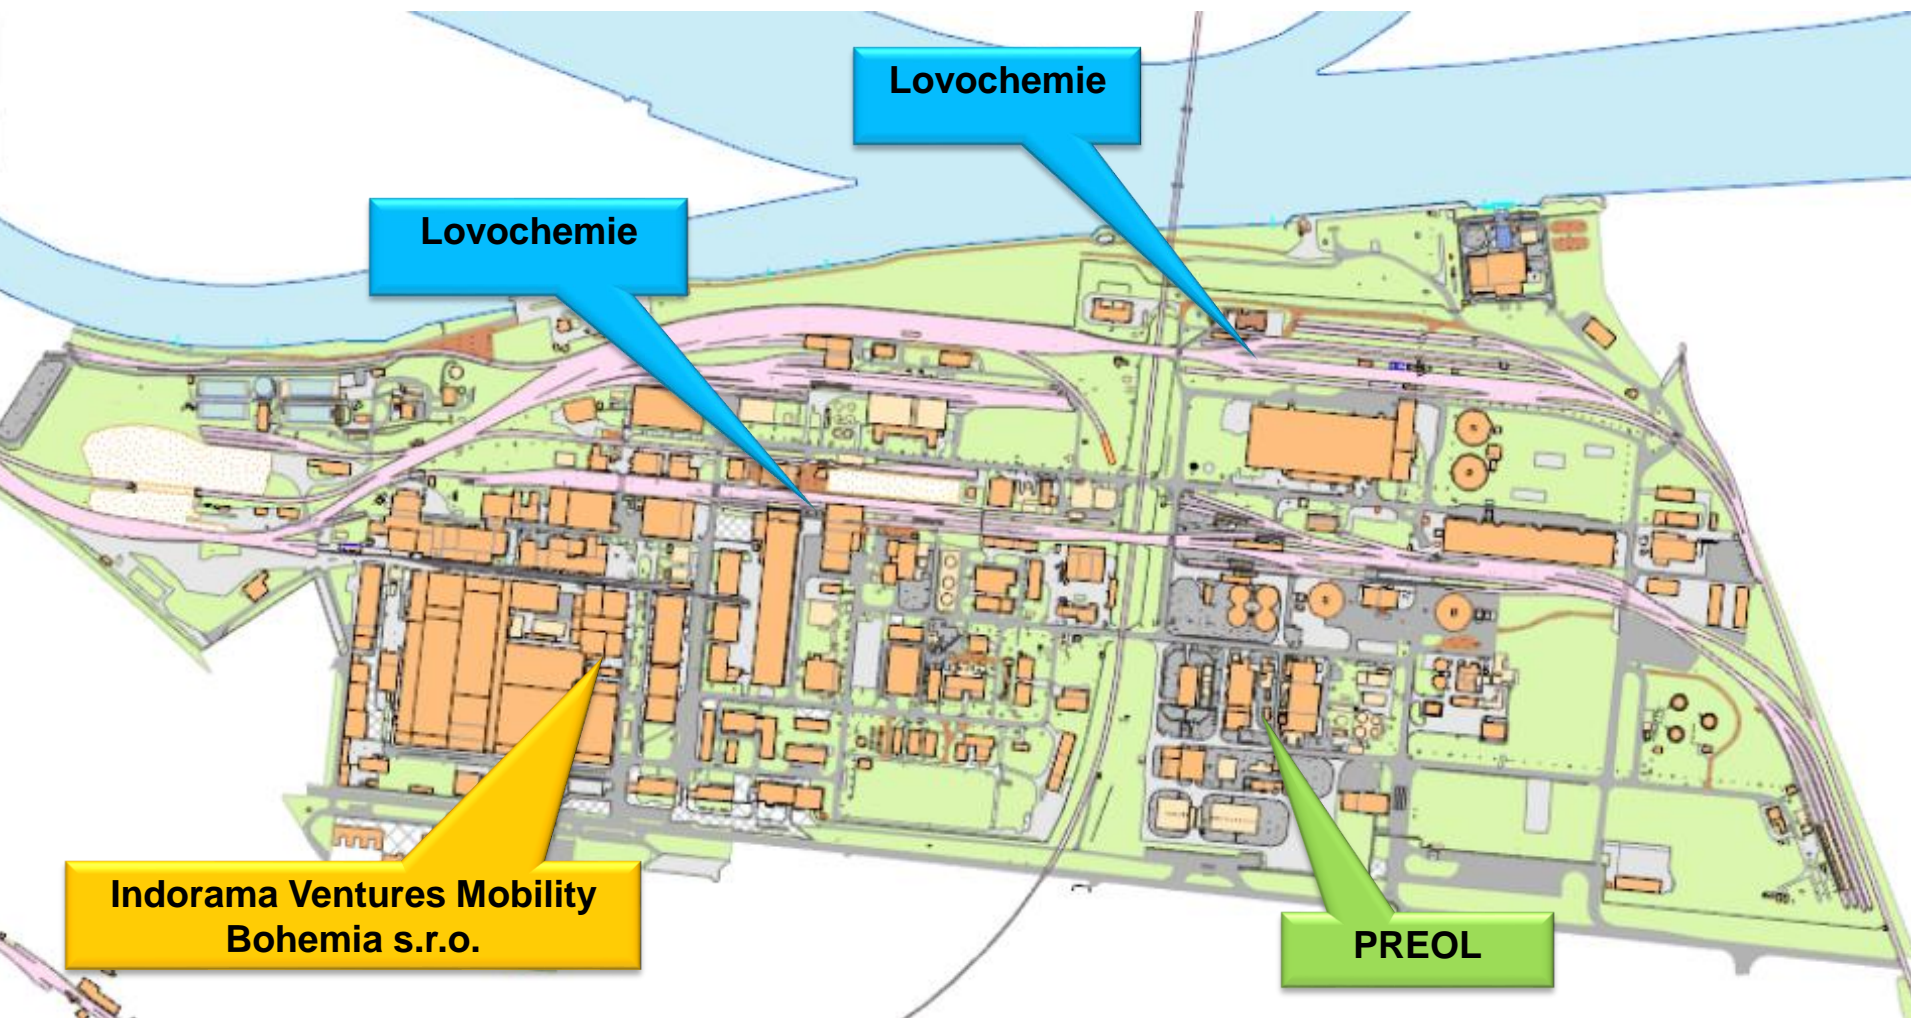 Lovochemie
Lovochemie
Indorama Ventures Mobility
Bohemia s.r.o.
PREOL